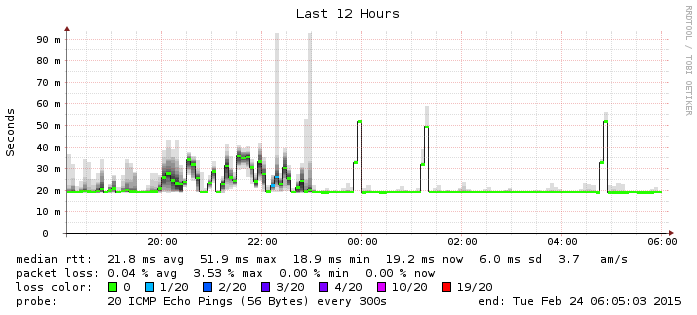 Last 12 Hours
RRDTOOL / TOBI OETIKER
Seconds
90 m
80 m
70 m
60 m
50 m
40 m
30 m
20 m
10 m
0
20:00 22:00 00:00 02:00 04:00 06:00
median rtt: 21.8 ms avg 51.9 ms max 18.9 ms min 19.2 ms now 6.0 ms sd 3.7 am/s
packet loss: 0.04 % avg 3.53 % max 0.00 % min 0.00 % now
loss color: 0 1/20 2/20 3/20 4/20 10/20 19/20
probe: 20 ICMP Echo Pings (56 Bytes) every 300s end: Tue Feb 24 06:05:03 2015